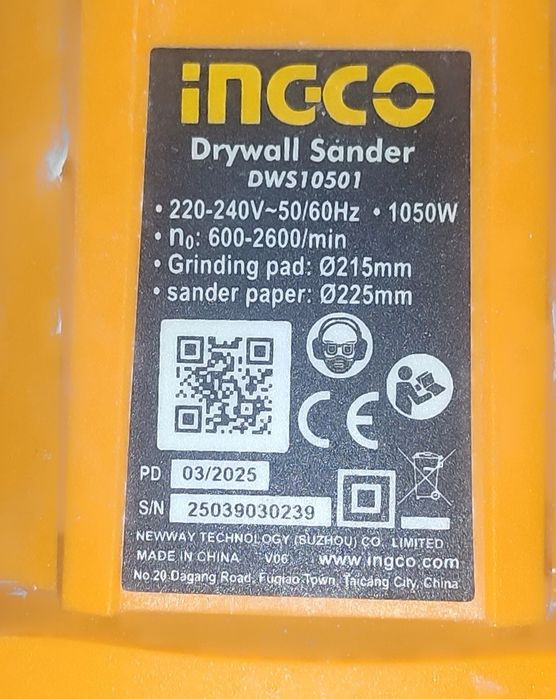 INGCO
Drywall Sander
DWS10501
• 220-240V~50/60Hz • 1050W
• n₀: 600-2600/min
• Grinding pad: Ø215mm
• sander paper: Ø225mm
CE
PD 03/2025
S/N 25039030239
NEWWAY TECHNOLOGY (SUZHOU) CO. LIMITED
MADE IN CHINA V06 www.ingco.com
No.20 Dagang Road, Fuqiao Town, Taicang City, China